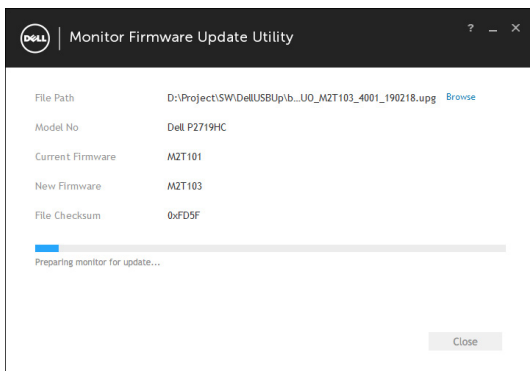 DELL
Monitor Firmware Update Utility
? _ ×
File Path D:\Project\SW\DellUSBUp\b...UO_M2T103_4001_190218.upg Browse
Model No Dell P2719HC
Current Firmware M2T101
New Firmware M2T103
File Checksum 0xFD5F
Preparing monitor for update...
Close